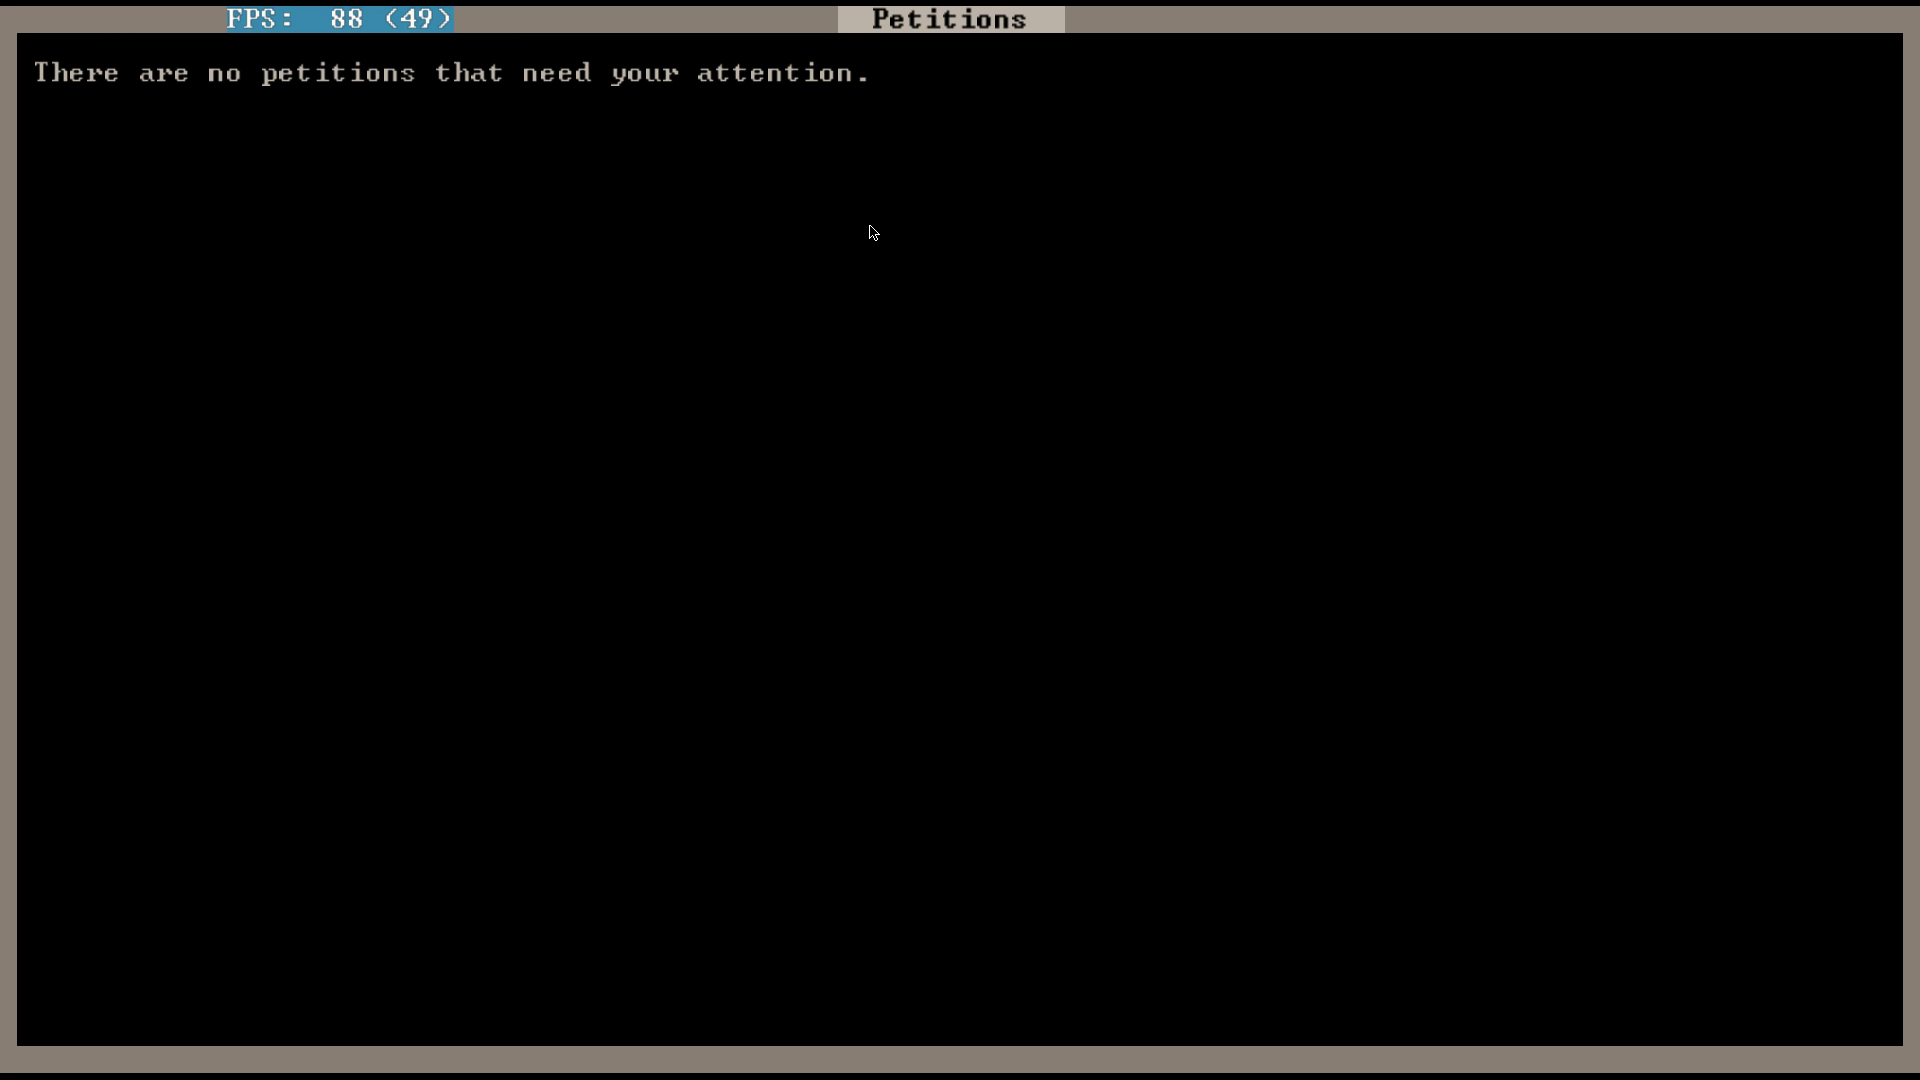 FPS: 88 (49)
Petitions
There are no petitions that need your attention.